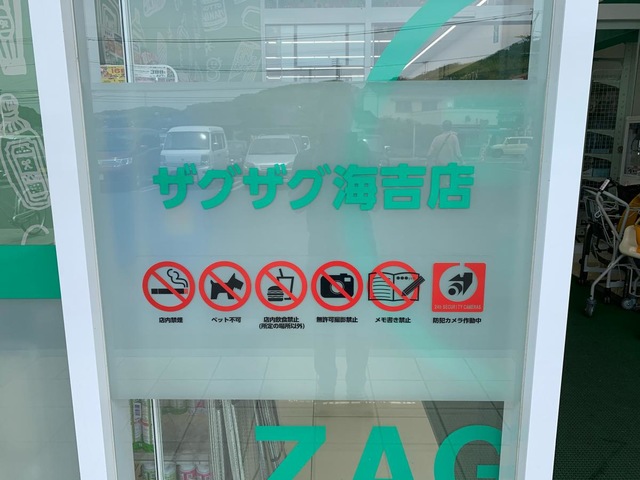 ザグザグ海吉店
店内禁煙
ペット不可
店内飲食禁止
(所定の場所以外)
無許可撮影禁止
メモ書き禁止
防犯カメラ作動中
ZAG